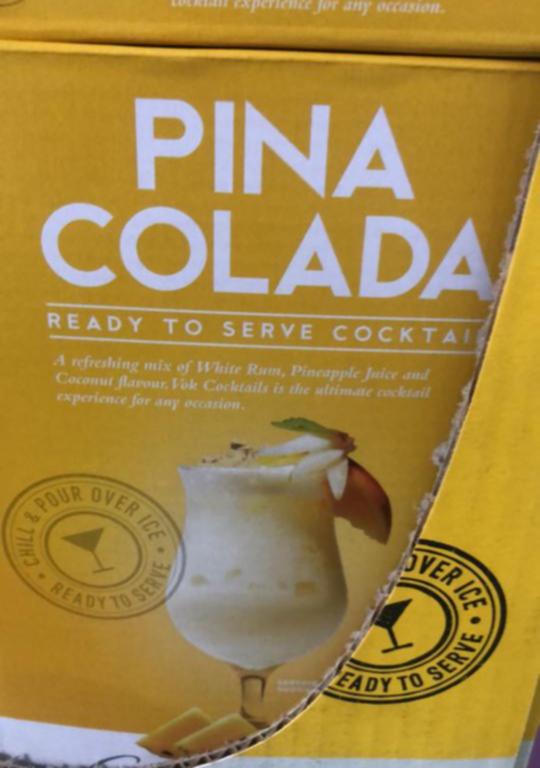 cocktail experience for any occasion.
PINA
COLADA
READY TO SERVE COCKTAI
A refreshing mix of White Rum, Pineapple Juice and
Coconut flavour. Vok Cocktails is the ultimate cocktail
experience for any occasion.
CHILL & POUR OVER ICE •
READY TO SERVE •
OVER ICE •
EADY TO SERVE